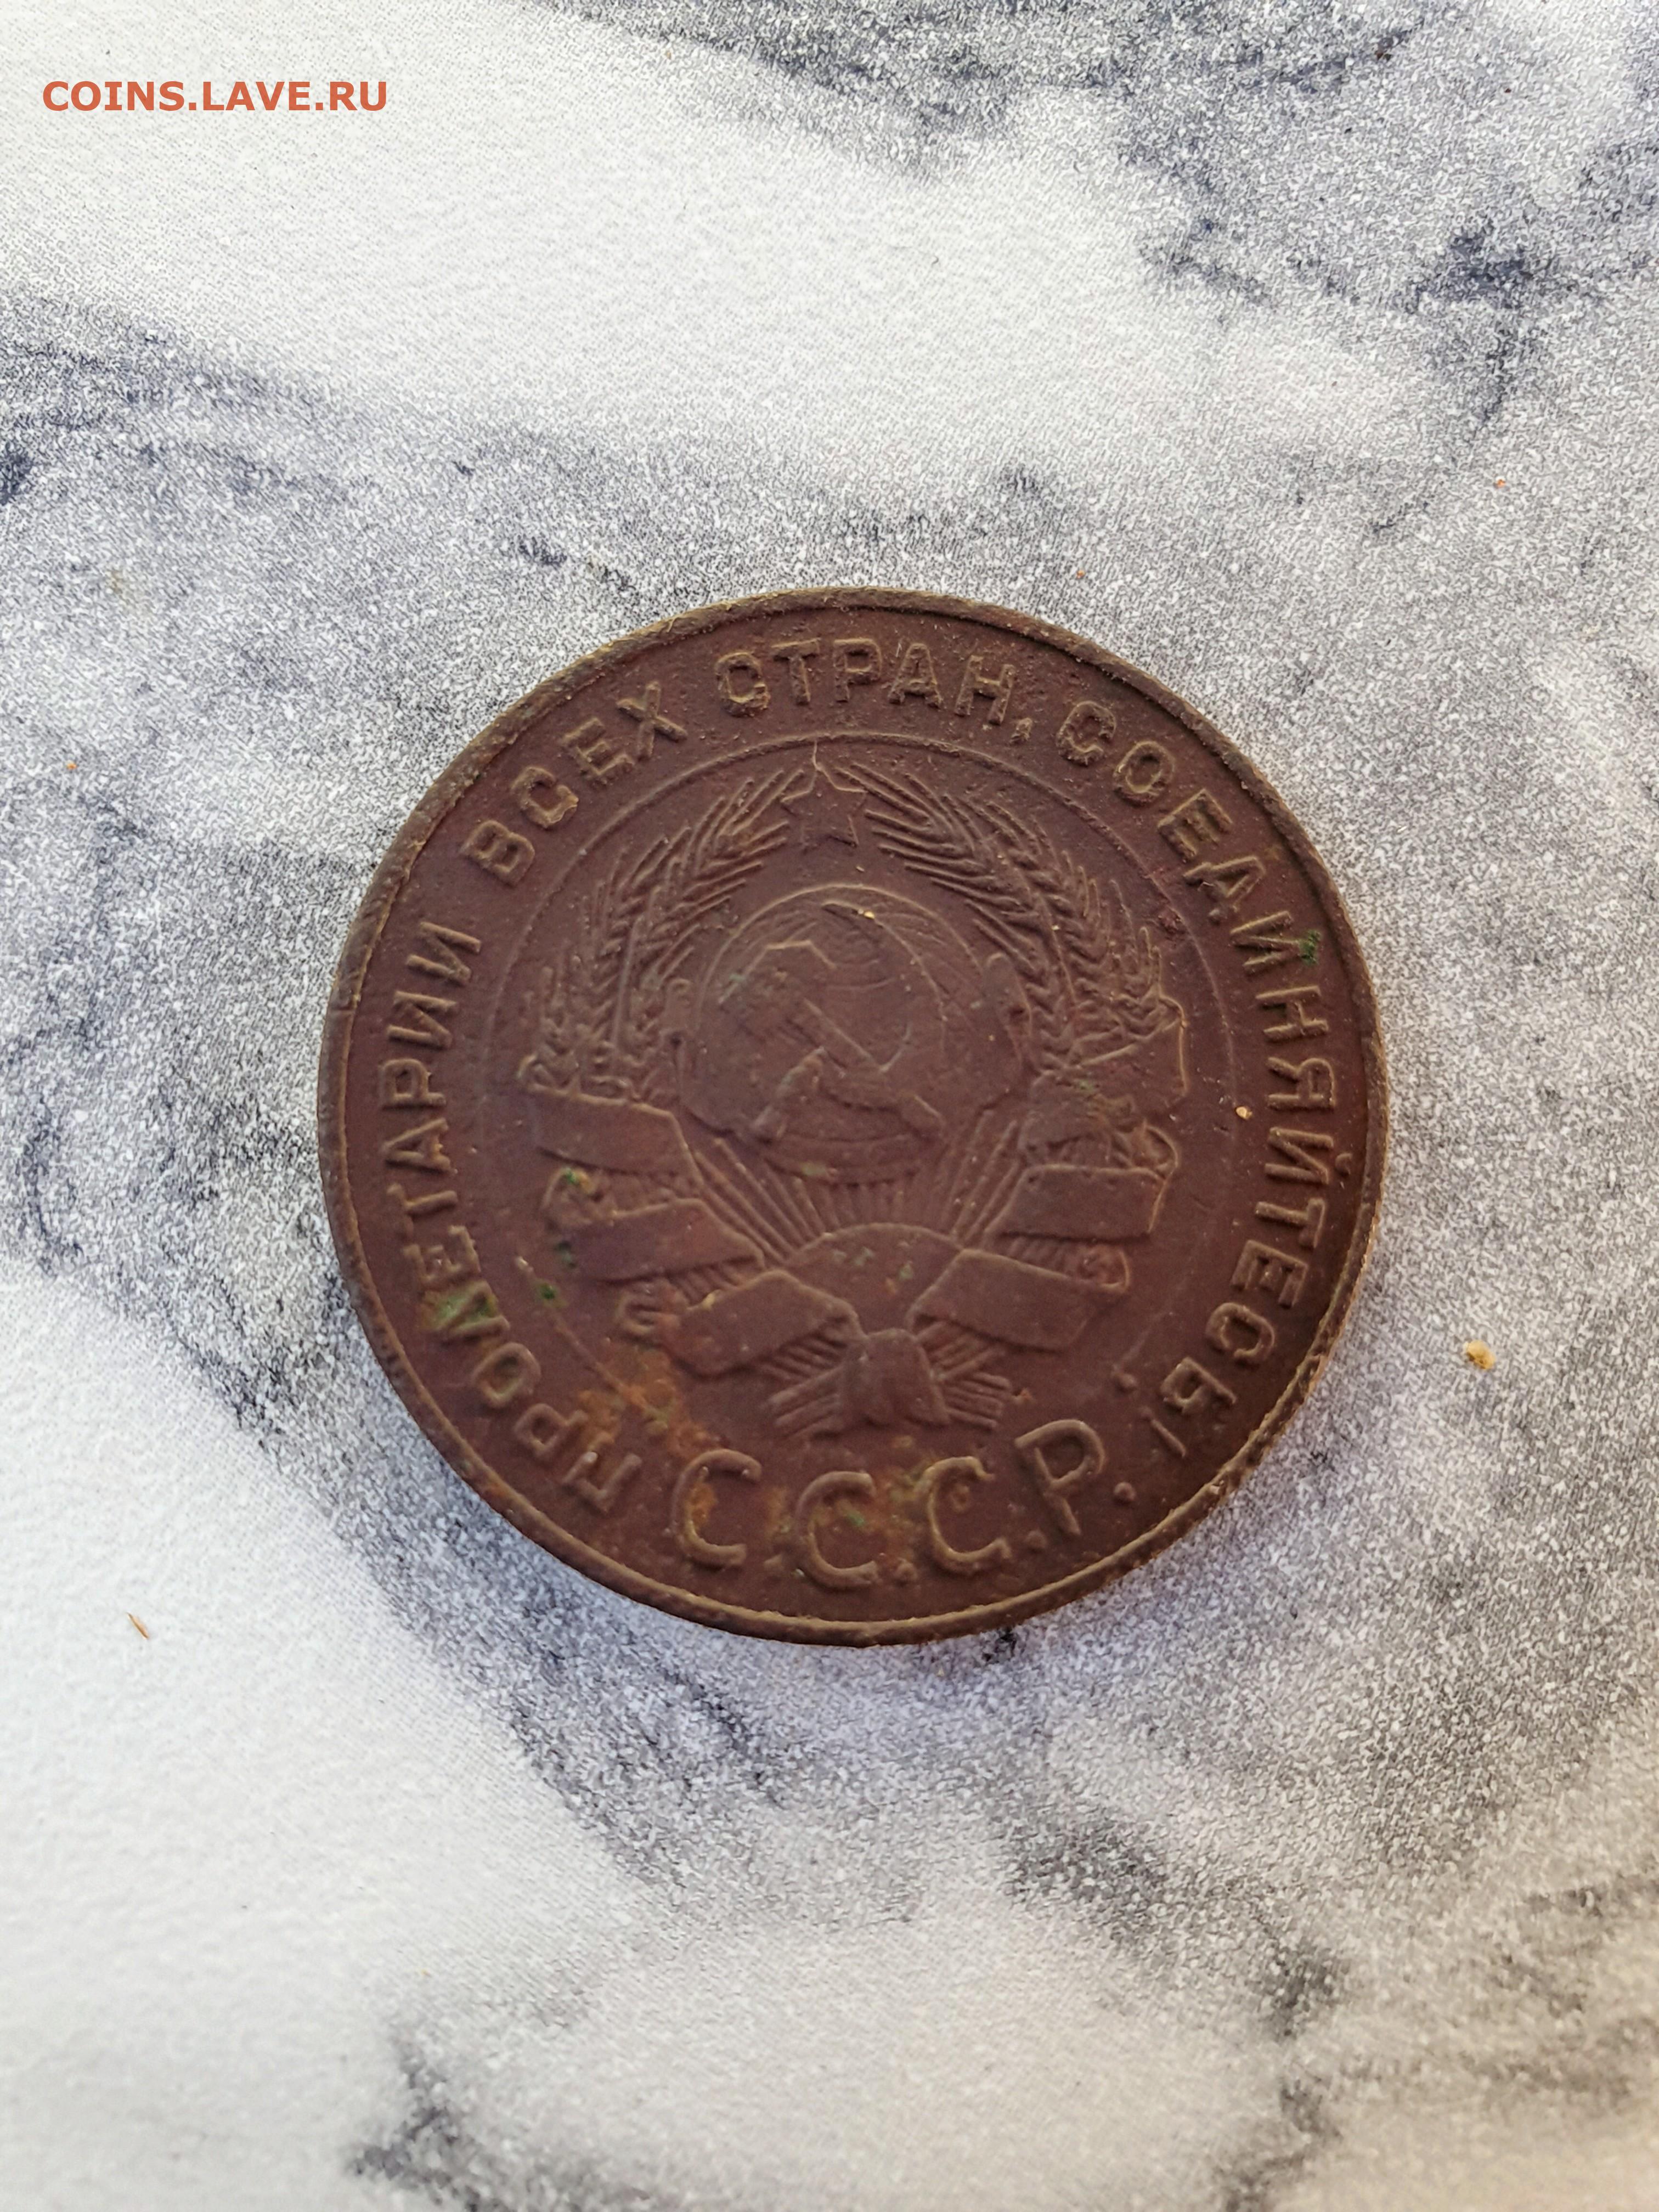 COINS.LAVE.RU
ПРОЛЕТАРИИ ВСЕХ СТРАН, СОЕДИНЯЙТЕСЬ!
С.С.С.Р.